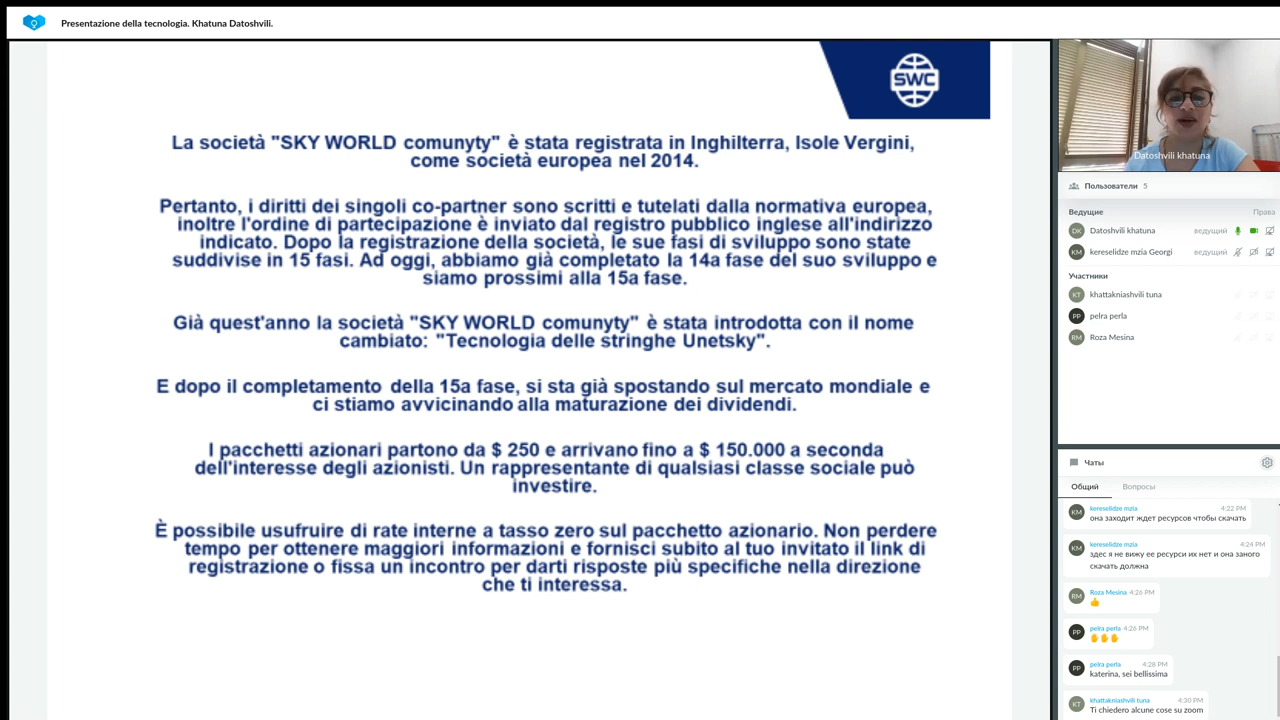 Presentazione della tecnologia. Khatuna Datoshvili.
SWC
La società "SKY WORLD comunyty" è stata registrata in Inghilterra, Isole Vergini,
come società europea nel 2014.
Pertanto, i diritti dei singoli co-partner sono scritti e tutelati dalla normativa europea,
inoltre l'ordine di partecipazione è inviato dal registro pubblico inglese all'indirizzo
indicato. Dopo la registrazione della società, le sue fasi di sviluppo sono state
suddivise in 15 fasi. Ad oggi, abbiamo già completato la 14a fase del suo sviluppo e
siamo prossimi alla 15a fase.
Già quest'anno la società "SKY WORLD comunyty" è stata introdotta con il nome
cambiato: "Tecnologia delle stringhe Unetsky".
E dopo il completamento della 15a fase, si sta già spostando sul mercato mondiale e
ci stiamo avvicinando alla maturazione dei dividendi.
I pacchetti azionari partono da $ 250 e arrivano fino a $ 150.000 a seconda
dell'interesse degli azionisti. Un rappresentante di qualsiasi classe sociale può
investire.
È possibile usufruire di rate interne a tasso zero sul pacchetto azionario. Non perdere
tempo per ottenere maggiori informazioni e fornisci subito al tuo invitato il link di
registrazione o fissa un incontro per darti risposte più specifiche nella direzione
che ti interessa.
Datoshvili khatuna
Пользователи 5
Ведущие Права
DK Datoshvili khatuna ведущий
KM kereselidze mzia Georgi ведущий
Участники
KT khattakniashvili tuna
PP pelra perla
RM Roza Mesina
Чаты
Общий Вопросы
KM kereselidze mzia 4:22 PM
она заходит ждет ресурсов чтобы скачать
KM kereselidze mzia 4:24 PM
здес я не вижу ее ресурси их нет и она заного
скачать должна
RM Roza Mesina 4:26 PM
👍
PP pelra perla 4:26 PM
✋✋✋
PP pelra perla 4:28 PM
katerina, sei bellissima
KT khattakniashvili tuna 4:30 PM
Ti chiedero alcune cose su zoom